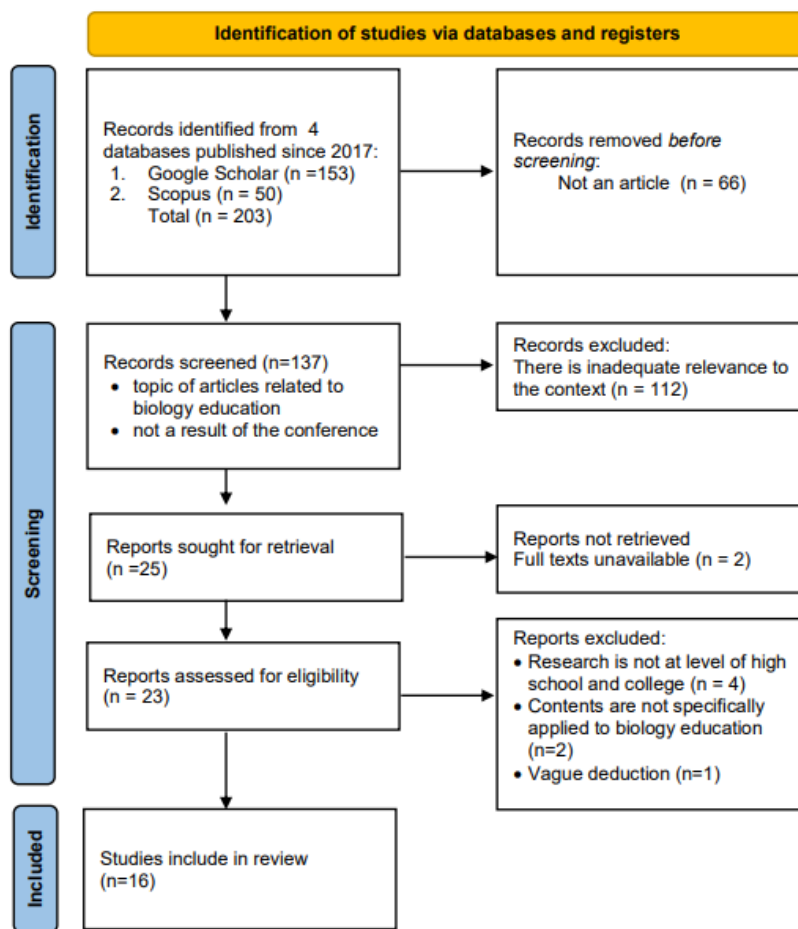 Identification of studies via databases and registers
Identification
Records identified from 4
databases published since 2017:
1. Google Scholar (n =153)
2. Scopus (n = 50)
Total (n = 203)
Records removed before
screening:
Not an article (n = 66)
Screening
Records screened (n=137)
• topic of articles related to
biology education
• not a result of the conference
Records excluded:
There is inadequate relevance to
the context (n = 112)
Reports sought for retrieval
(n =25)
Reports not retrieved
Full texts unavailable (n = 2)
Reports assessed for eligibility
(n = 23)
Reports excluded:
• Research is not at level of high
school and college (n = 4)
• Contents are not specifically
applied to biology education
(n=2)
• Vague deduction (n=1)
Included
Studies include in review
(n=16)